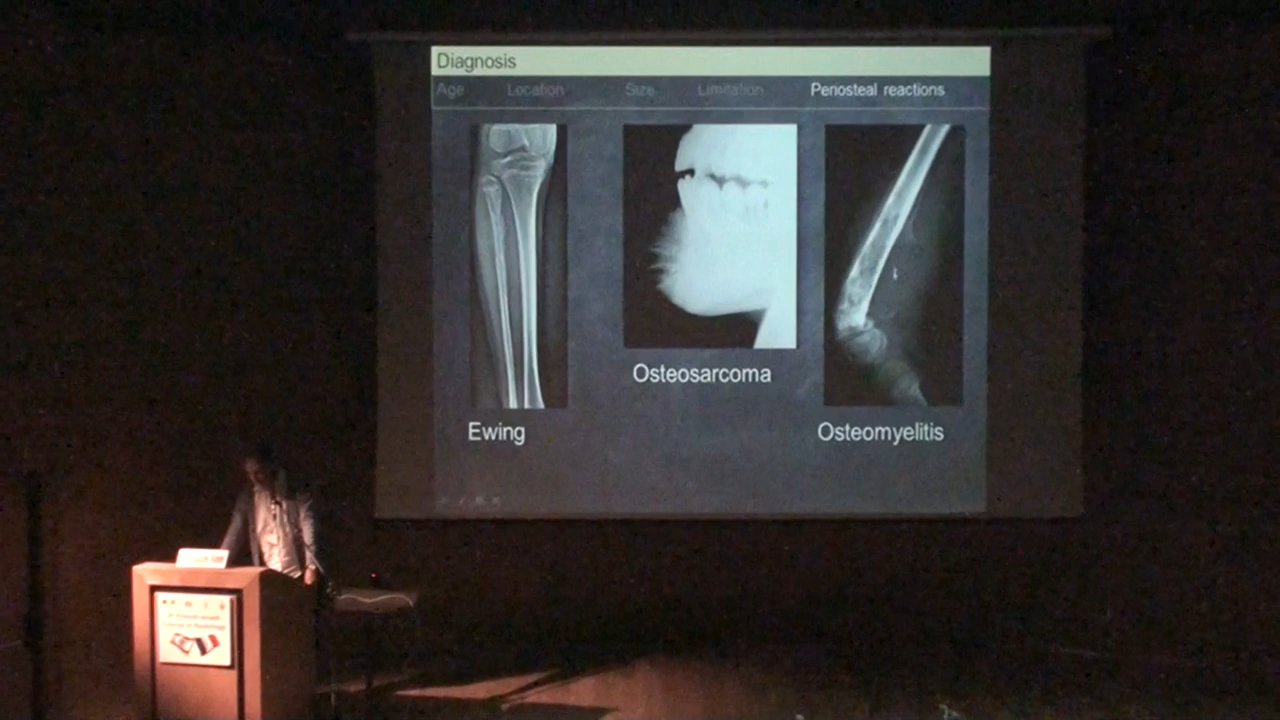 Diagnosis
Age Location Size Limitation Periosteal reactions
Osteosarcoma
Ewing Osteomyelitis